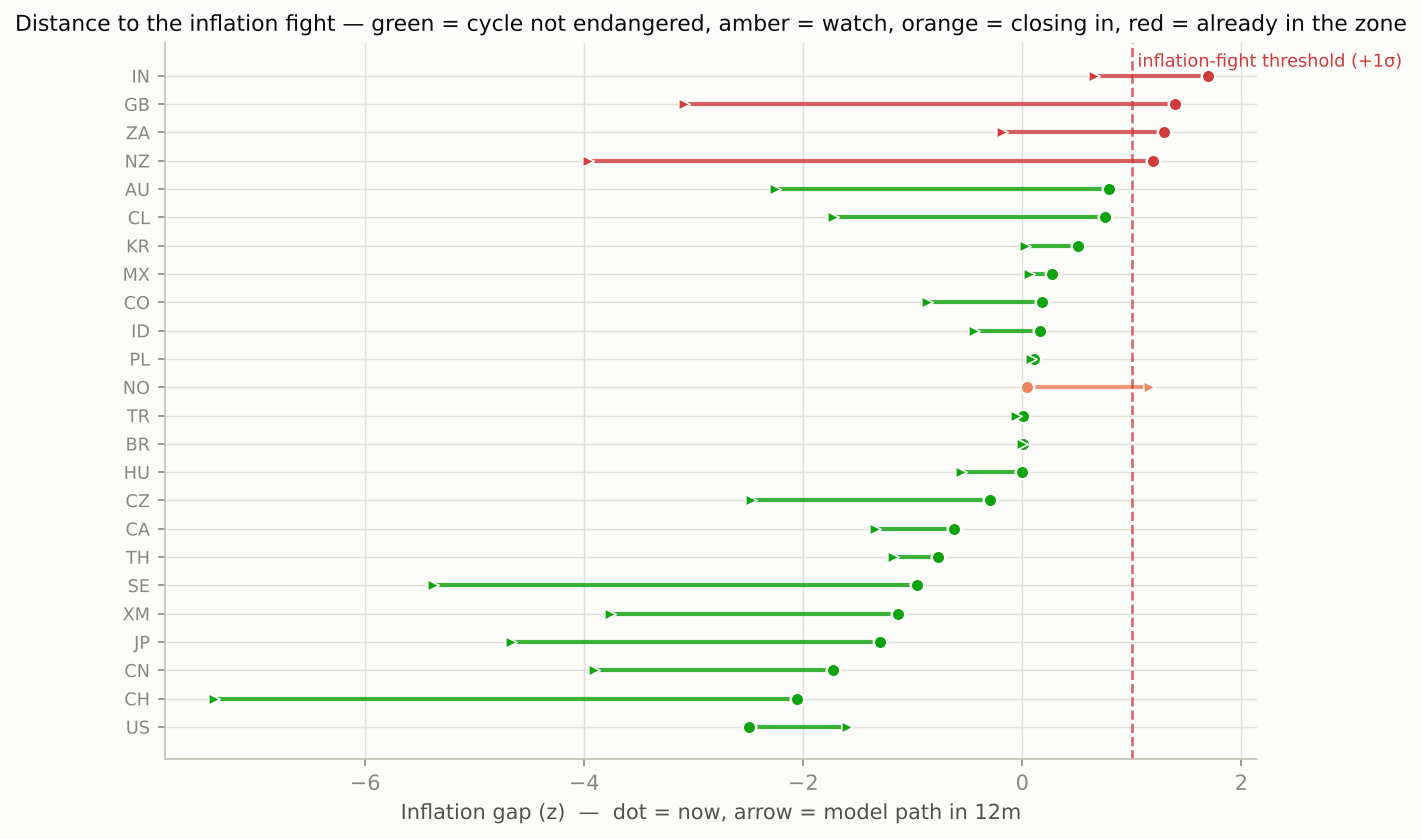 Distance to the inflation fight — green = cycle not endangered, amber = watch, orange = closing in, red = already in the zone
inflation-fight threshold (+1σ)
IN
GB
ZA
NZ
AU
CL
KR
MX
CO
ID
PL
NO
TR
BR
HU
CZ
CA
TH
SE
XM
JP
CN
CH
US
−6 −4 −2 0 2
Inflation gap (z) — dot = now, arrow = model path in 12m